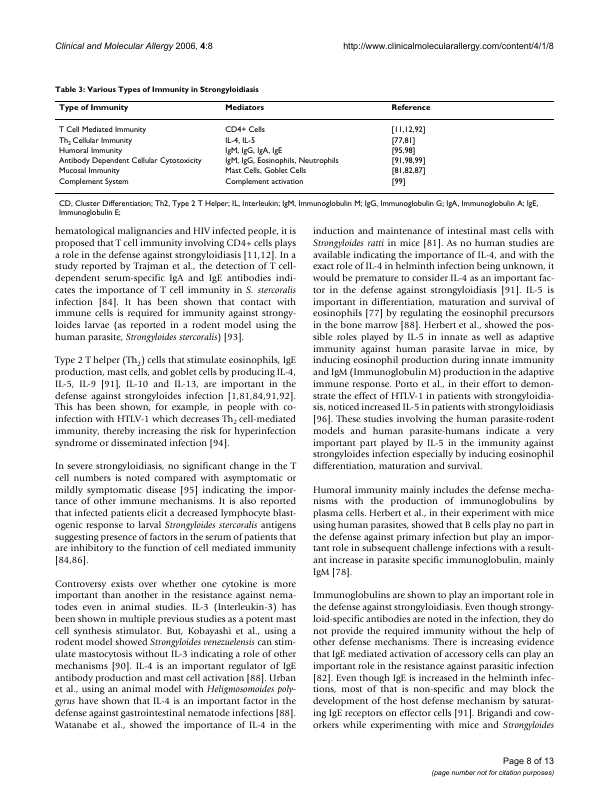 Clinical and Molecular Allergy 2006, 4:8
http://www.clinicalmolecularallergy.com/content/4/1/8
Table 3: Various Types of Immunity in Strongyloidiasis
Type of Immunity Mediators Reference
T Cell Mediated Immunity CD4+ Cells [11,12,92]
Th2 Cellular Immunity IL-4, IL-5 [77,81]
Humoral Immunity IgM, IgG, IgA, IgE [95,98]
Antibody Dependent Cellular Cytotoxicity IgM, IgG, Eosinophils, Neutrophils [91,98,99]
Mucosal Immunity Mast Cells, Goblet Cells [81,82,87]
Complement System Complement activation [99]
CD, Cluster Differentiation; Th2, Type 2 T Helper; IL, Interleukin; IgM, Immunoglobulin M; IgG, Immunoglobulin G; IgA, Immunoglobulin A; IgE,
Immunoglobulin E;
hematological malignancies and HIV infected people, it is
proposed that T cell immunity involving CD4+ cells plays
a role in the defense against strongyloidiasis [11,12]. In a
study reported by Trajman et al., the detection of T cell-
dependent serum-specific IgA and IgE antibodies indi-
cates the importance of T cell immunity in S. stercoralis
infection [84]. It has been shown that contact with
immune cells is required for immunity against strongy-
loides larvae (as reported in a rodent model using the
human parasite, Strongyloides stercoralis) [93].
Type 2 T helper (Th2) cells that stimulate eosinophils, IgE
production, mast cells, and goblet cells by producing IL-4,
IL-5, IL-9 [91], IL-10 and IL-13, are important in the
defense against strongyloides infection [1,81,84,91,92].
This has been shown, for example, in people with co-
infection with HTLV-1 which decreases Th2 cell-mediated
immunity, thereby increasing the risk for hyperinfection
syndrome or disseminated infection [94].
In severe strongyloidiasis, no significant change in the T
cell numbers is noted compared with asymptomatic or
mildly symptomatic disease [95] indicating the impor-
tance of other immune mechanisms. It is also reported
that infected patients elicit a decreased lymphocyte blast-
ogenic response to larval Strongyloides stercoralis antigens
suggesting presence of factors in the serum of patients that
are inhibitory to the function of cell mediated immunity
[84,86].
Controversy exists over whether one cytokine is more
important than another in the resistance against nema-
todes even in animal studies. IL-3 (Interleukin-3) has
been shown in multiple previous studies as a potent mast
cell synthesis stimulator. But, Kobayashi et al., using a
rodent model showed Strongyloides venezuelensis can stim-
ulate mastocytosis without IL-3 indicating a role of other
mechanisms [90]. IL-4 is an important regulator of IgE
antibody production and mast cell activation [88]. Urban
et al., using an animal model with Heligmosomoides poly-
gyrus have shown that IL-4 is an important factor in the
defense against gastrointestinal nematode infections [88].
Watanabe et al., showed the importance of IL-4 in the
induction and maintenance of intestinal mast cells with
Strongyloides ratti in mice [81]. As no human studies are
available indicating the importance of IL-4, and with the
exact role of IL-4 in helminth infection being unknown, it
would be premature to consider IL-4 as an important fac-
tor in the defense against strongyloidiasis [91]. IL-5 is
important in differentiation, maturation and survival of
eosinophils [77] by regulating the eosinophil precursors
in the bone marrow [88]. Herbert et al., showed the pos-
sible roles played by IL-5 in innate as well as adaptive
immunity against human parasite larvae in mice, by
inducing eosinophil production during innate immunity
and IgM (Immunoglobulin M) production in the adaptive
immune response. Porto et al., in their effort to demon-
strate the effect of HTLV-1 in patients with strongyloidia-
sis, noticed increased IL-5 in patients with strongyloidiasis
[96]. These studies involving the human parasite-rodent
models and human parasite-humans indicate a very
important part played by IL-5 in the immunity against
strongyloides infection especially by inducing eosinophil
differentiation, maturation and survival.
Humoral immunity mainly includes the defense mecha-
nisms with the production of immunoglobulins by
plasma cells. Herbert et al., in their experiment with mice
using human parasites, showed that B cells play no part in
the defense against primary infection but play an impor-
tant role in subsequent challenge infections with a result-
ant increase in parasite specific immunoglobulin, mainly
IgM [78].
Immunoglobulins are shown to play an important role in
the defense against strongyloidiasis. Even though strongy-
loid-specific antibodies are noted in the infection, they do
not provide the required immunity without the help of
other defense mechanisms. There is increasing evidence
that IgE mediated activation of accessory cells can play an
important role in the resistance against parasitic infection
[82]. Even though IgE is increased in the helminth infec-
tions, most of that is non-specific and may block the
development of the host defense mechanism by saturat-
ing IgE receptors on effector cells [91]. Brigandi and cow-
orkers while experimenting with mice and Strongyloides
Page 8 of 13
(page number not for citation purposes)